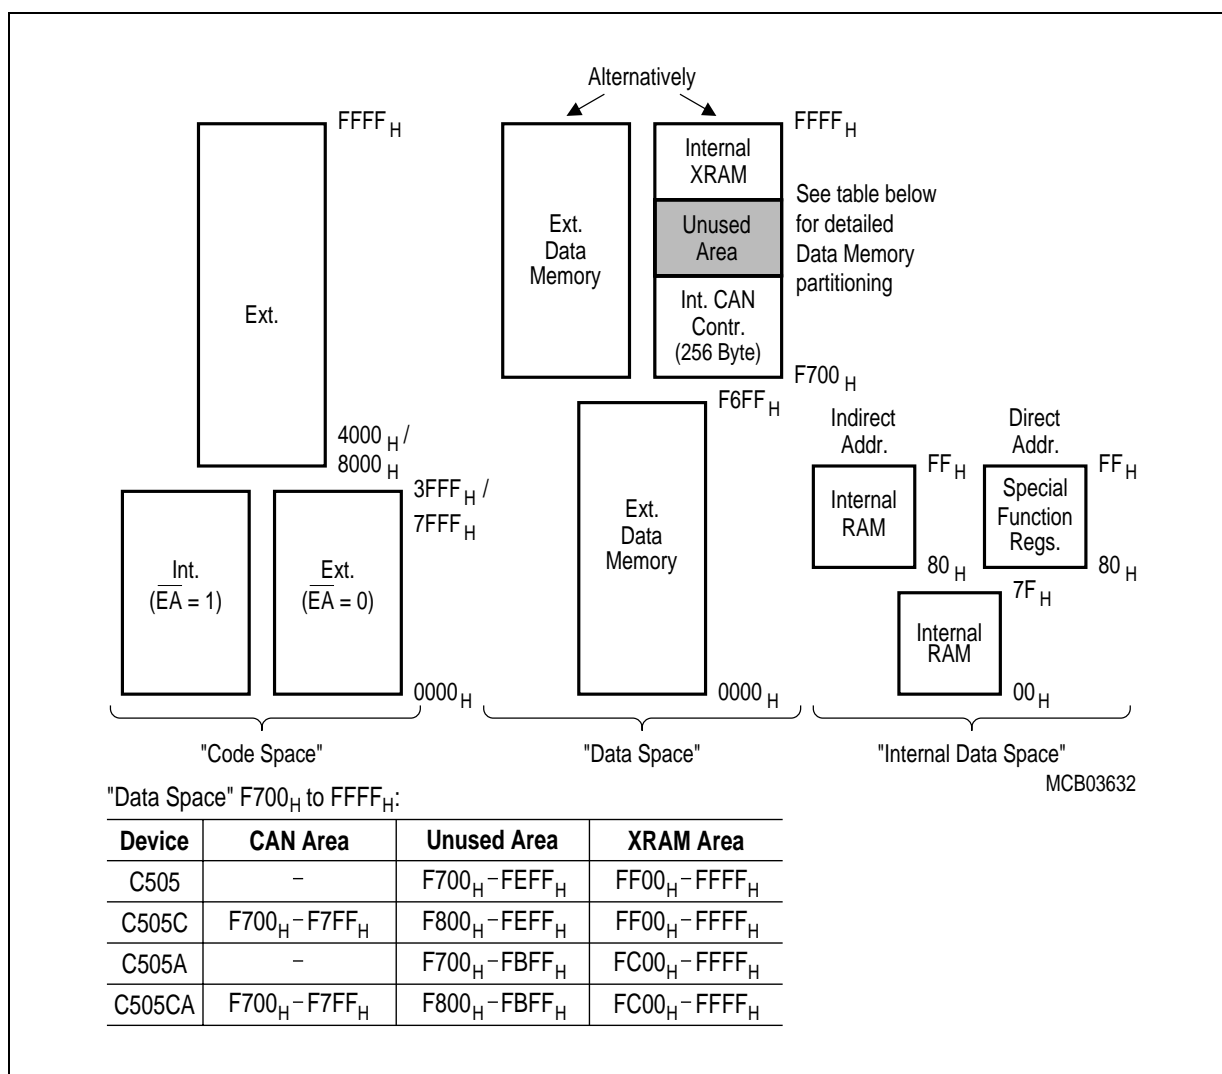 Alternatively
FFFF H
Ext.
4000 H /
8000 H
3FFF H /
7FFF H
Int.
(EA = 1)
Ext.
(EA = 0)
0000 H
"Code Space"
Ext.
Data
Memory
Internal
XRAM
Unused
Area
Int. CAN
Contr.
(256 Byte)
FFFF H
See table below
for detailed
Data Memory
partitioning
F700 H
F6FF H
Ext.
Data
Memory
0000 H
"Data Space"
Indirect
Addr.
Internal
RAM
FF H
80 H
Direct
Addr.
Special
Function
Regs.
FF H
80 H
7F H
Internal
RAM
00 H
"Internal Data Space"
MCB03632
"Data Space" F700H to FFFFH:
Device CAN Area Unused Area XRAM Area
C505 – F700H–FEFFH FF00H–FFFFH
C505C F700H–F7FFH F800H–FEFFH FF00H–FFFFH
C505A – F700H–FBFFH FC00H–FFFFH
C505CA F700H–F7FFH F800H–FBFFH FC00H–FFFFH